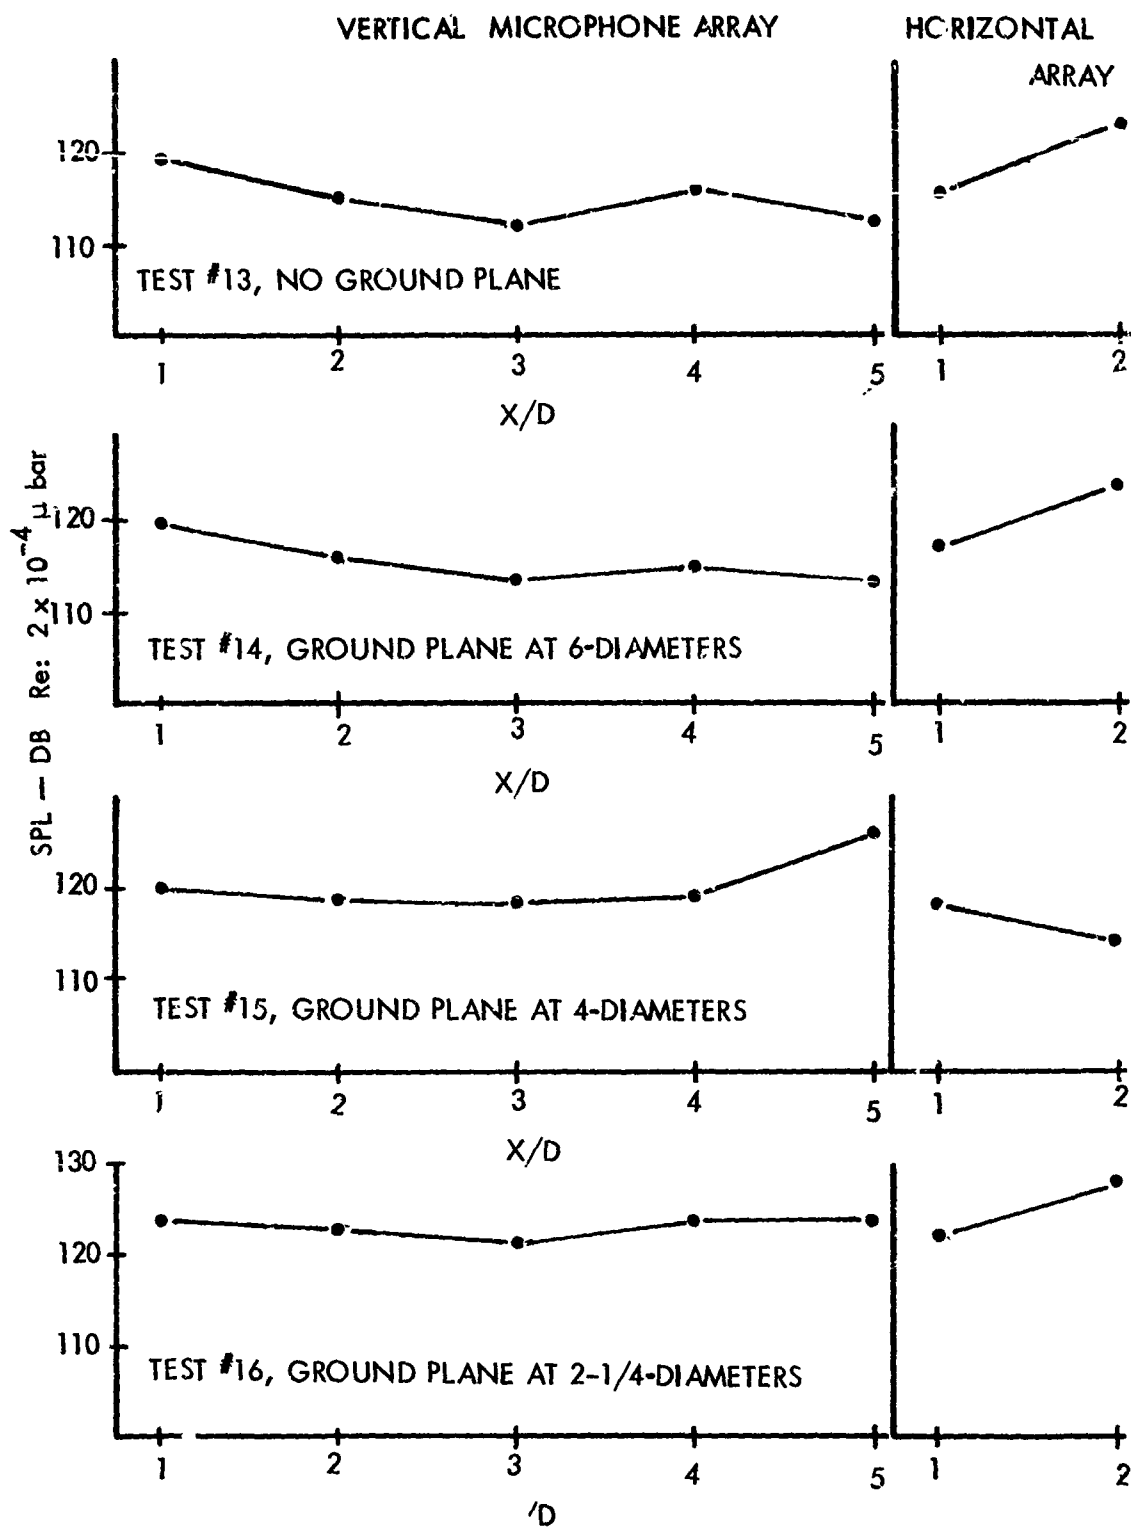 VERTICAL MICROPHONE ARRAY
HORIZONTAL
ARRAY
120
110
TEST #13, NO GROUND PLANE
1 2 3 4 5 1 2
X/D
SPL — DB Re: 2 x 10⁻⁴ μ bar
120
110
TEST #14, GROUND PLANE AT 6-DIAMETERS
1 2 3 4 5 1 2
X/D
120
110
TEST #15, GROUND PLANE AT 4-DIAMETERS
1 2 3 4 5 1 2
X/D
130
120
110
TEST #16, GROUND PLANE AT 2-1/4-DIAMETERS
1 2 3 4 5 1 2
/D